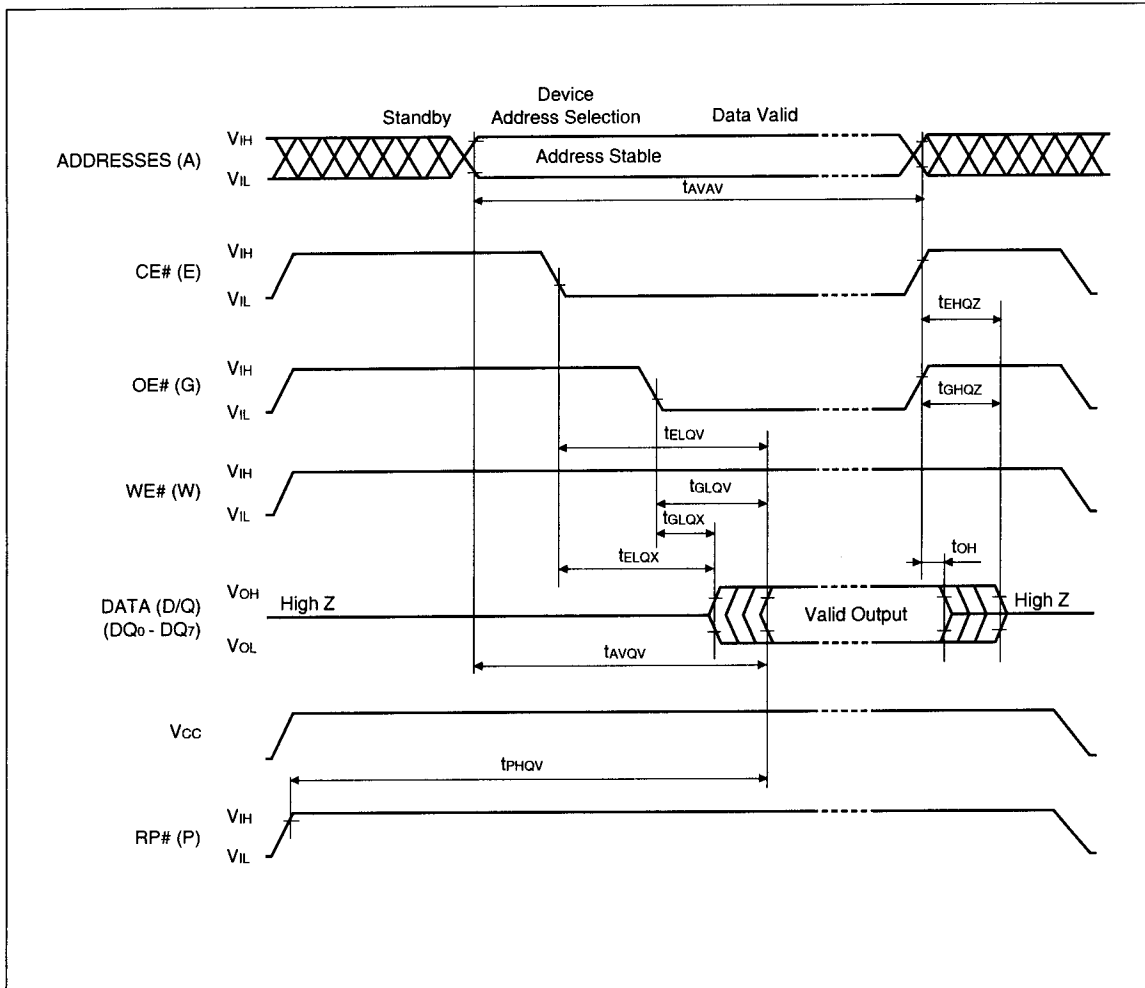 Device
Standby Address Selection Data Valid
VIH
ADDRESSES (A) Address Stable
VIL
tAVAV
VIH
CE# (E)
VIL
tEHQZ
VIH
OE# (G)
tGHQZ
VIL
tELQV
VIH
WE# (W)
tGLQV
VIL
tGLQX
tOH
tELQX
VOH
High Z High Z
DATA (D/Q) Valid Output
(DQ0 - DQ7)
VOL
tAVQV
VCC
tPHQV
VIH
RP# (P)
VIL